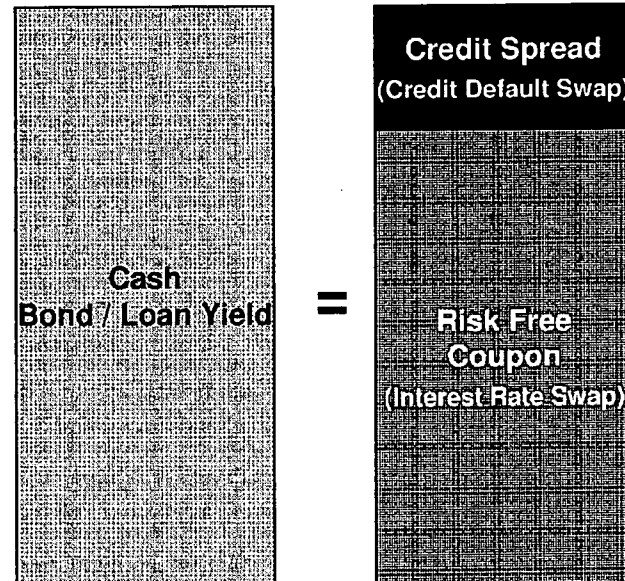 Cash
Bond / Loan Yield
=
Credit Spread
(Credit Default Swap)
Risk Free
Coupon
(Interest Rate Swap)